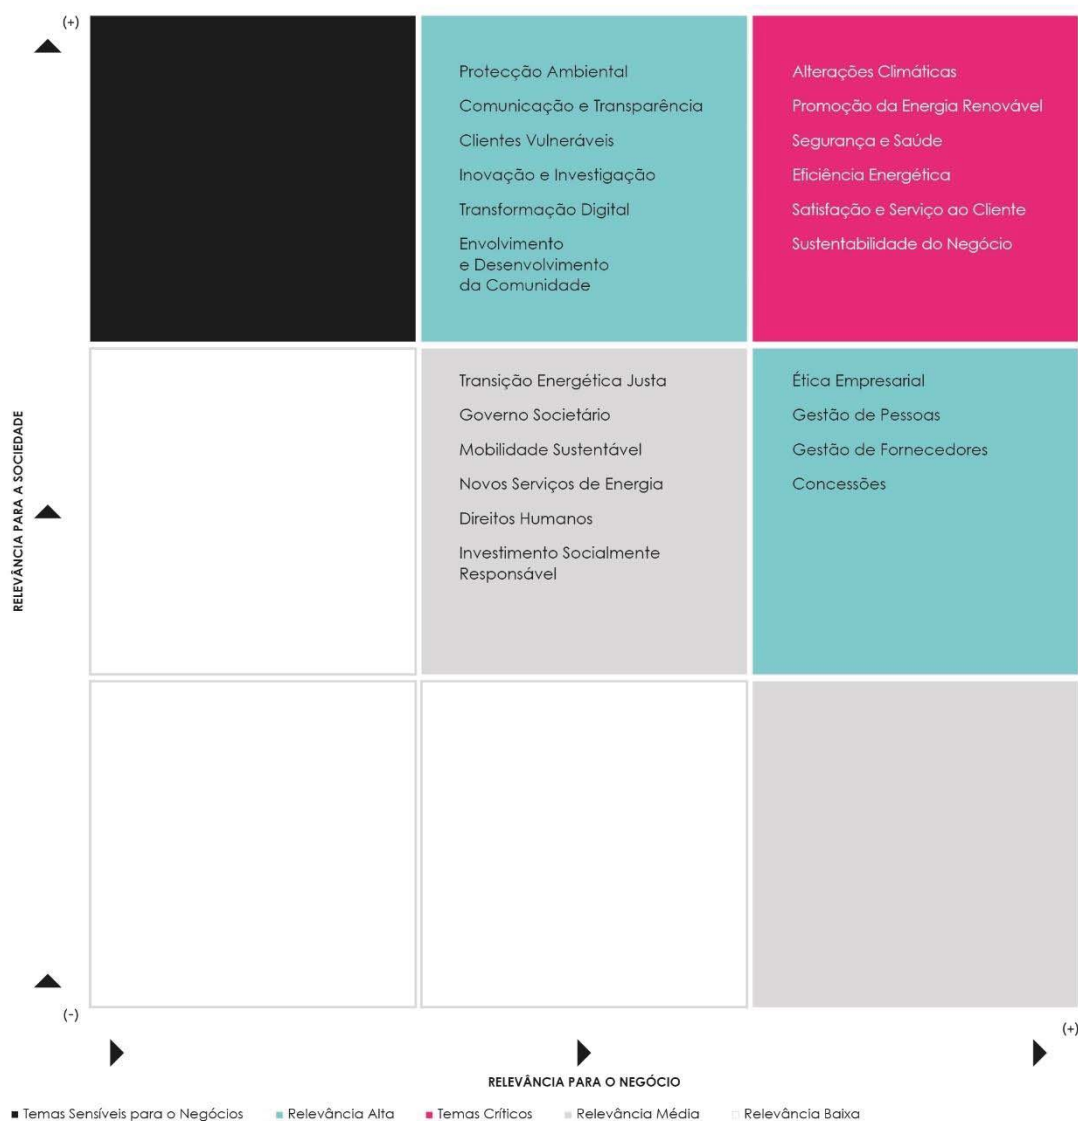 (+)
Protecção Ambiental
Comunicação e Transparência
Clientes Vulneráveis
Inovação e Investigação
Transformação Digital
Envolvimento
e Desenvolvimento
da Comunidade
Alterações Climáticas
Promoção da Energia Renovável
Segurança e Saúde
Eficiência Energética
Satisfação e Serviço ao Cliente
Sustentabilidade do Negócio
RELEVÂNCIA PARA A SOCIEDADE
Transição Energética Justa
Governo Societário
Mobilidade Sustentável
Novos Serviços de Energia
Direitos Humanos
Investimento Socialmente
Responsável
Ética Empresarial
Gestão de Pessoas
Gestão de Fornecedores
Concessões
(-)
(+)
RELEVÂNCIA PARA O NEGÓCIO
Temas Sensíveis para o Negócios
Relevância Alta
Temas Críticos
Relevância Média
Relevância Baixa